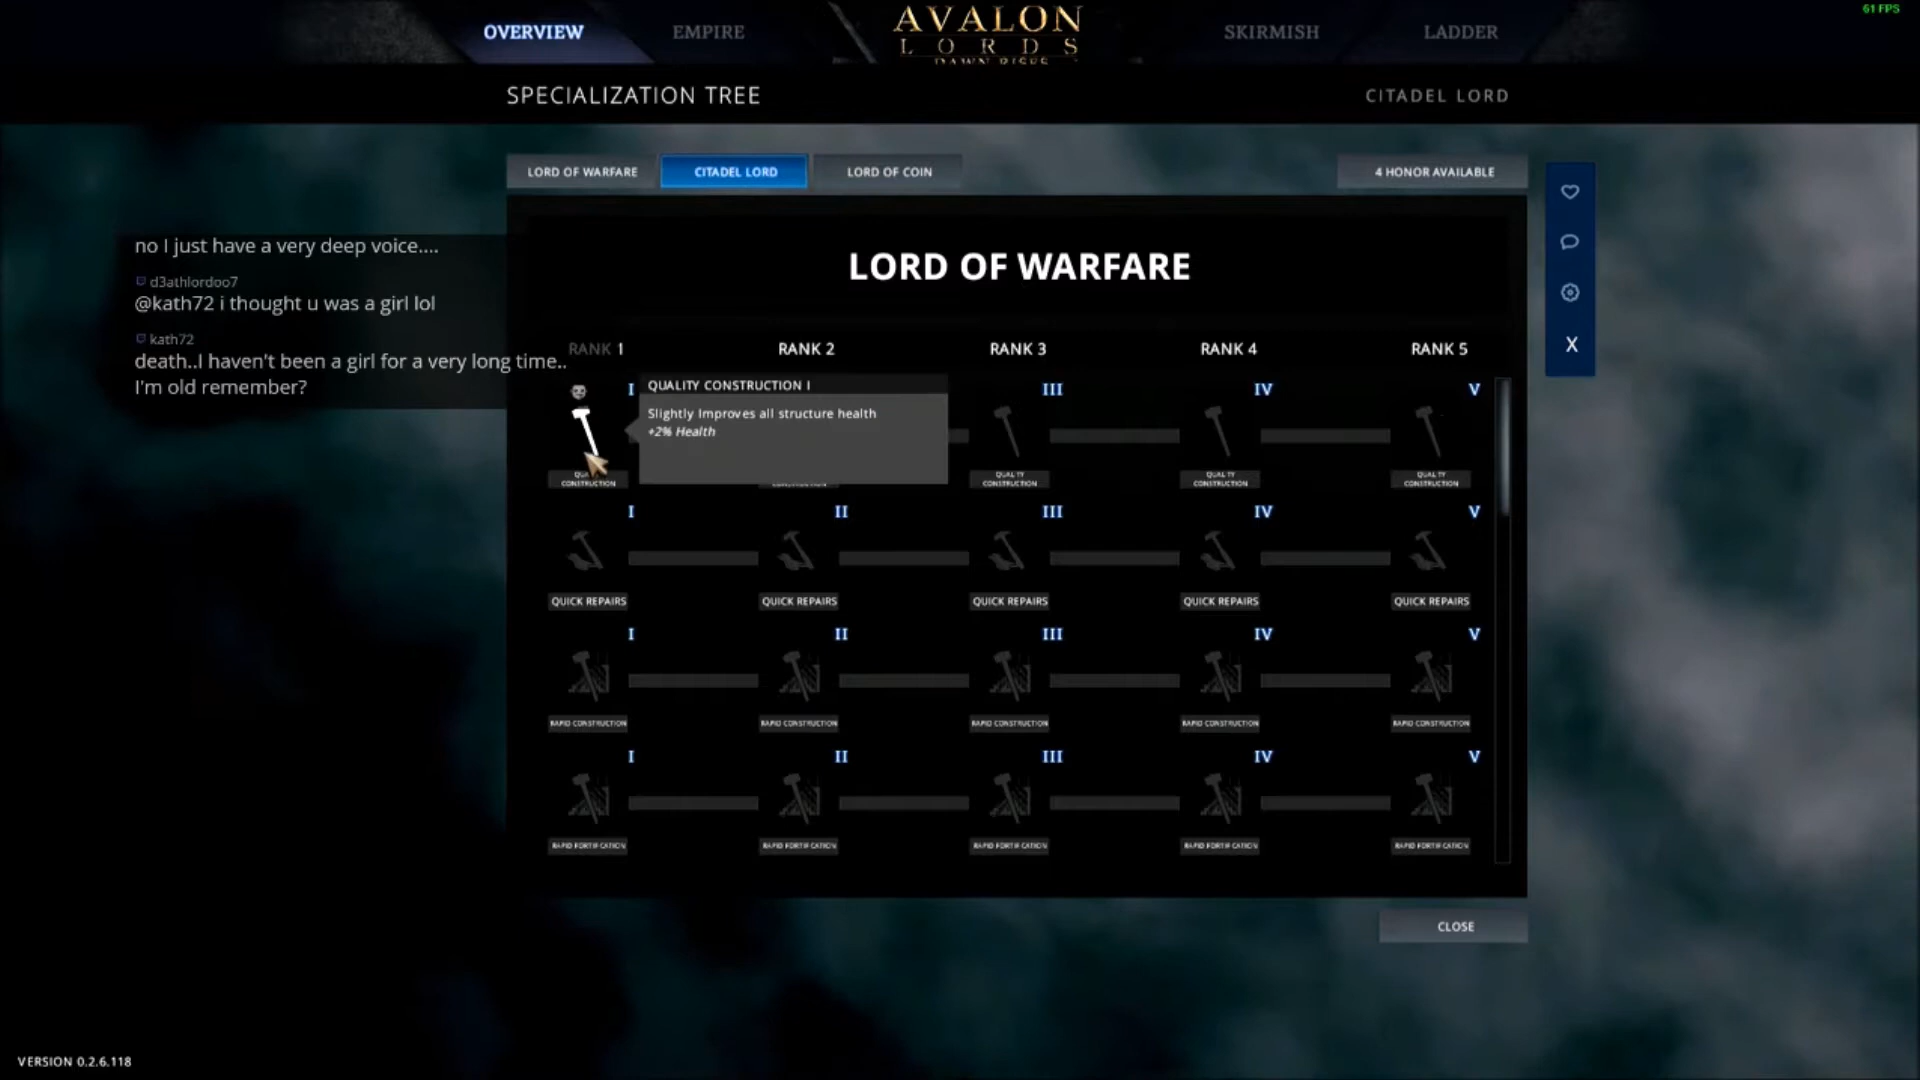 61 FPS
OVERVIEW
EMPIRE
AVALON
LORDS
DAWN RISES
SKIRMISH
LADDER
SPECIALIZATION TREE
CITADEL LORD
LORD OF WARFARE
CITADEL LORD
LORD OF COIN
4 HONOR AVAILABLE
no I just have a very deep voice....
d3athlordoo7
@kath72 i thought u was a girl lol
kath72
death..I haven't been a girl for a very long time..
I'm old remember?
X
LORD OF WARFARE
RANK 1
RANK 2
RANK 3
RANK 4
RANK 5
I
III
IV
V
QUALITY CONSTRUCTION I
Slightly Improves all structure health
+2% Health
CONSTRUCTION
CONSTRUCTION
QUALITY
CONSTRUCTION
QUALITY
CONSTRUCTION
QUALITY
CONSTRUCTION
I
II
III
IV
V
QUICK REPAIRS
QUICK REPAIRS
QUICK REPAIRS
QUICK REPAIRS
QUICK REPAIRS
I
II
III
IV
V
RAPID CONSTRUCTION
RAPID CONSTRUCTION
RAPID CONSTRUCTION
RAPID CONSTRUCTION
RAPID CONSTRUCTION
I
II
III
IV
V
RAPID FORTIFICATION
RAPID FORTIFICATION
RAPID FORTIFICATION
RAPID FORTIFICATION
RAPID FORTIFICATION
CLOSE
VERSION 0.2.6.118